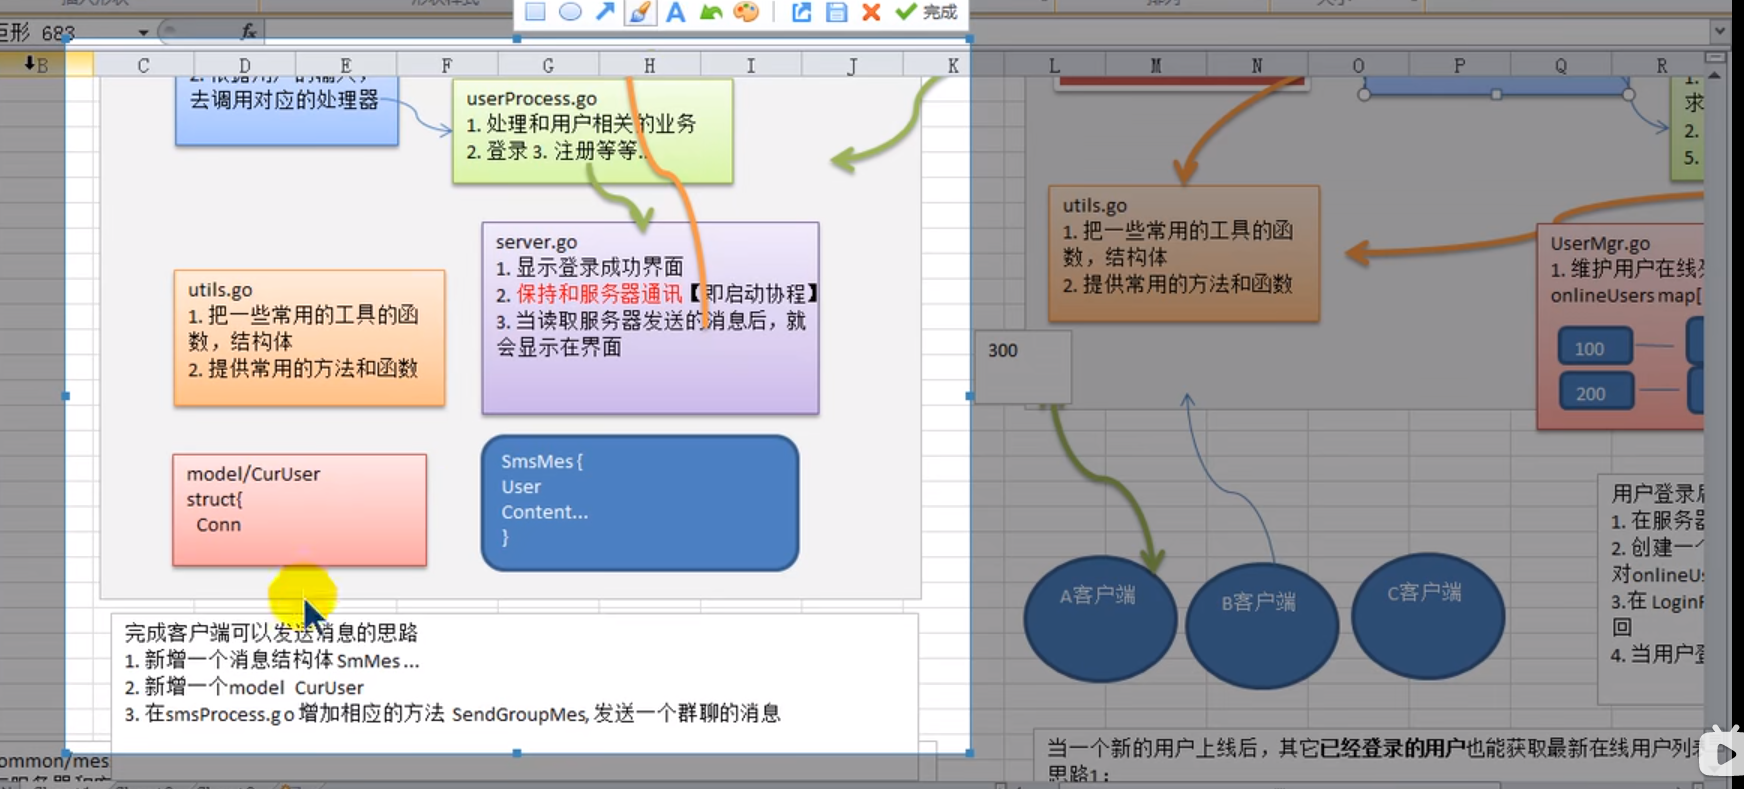 完成
683
fx
B C D E F G H I J K L M N O P Q R
去调用对应的处理器
userProcess.go
1. 处理和用户相关的业务
2. 登录 3. 注册等等..
server.go
1. 显示登录成功界面
2. 保持和服务器通讯【即启动协程】
3. 当读取服务器发送的消息后，就
会显示在界面
utils.go
1. 把一些常用的工具的函
数，结构体
2. 提供常用的方法和函数
model/CurUser
struct{
Conn
SmsMes {
User
Content...
}
完成客户端可以发送消息的思路
1. 新增一个消息结构体SmMes ...
2. 新增一个model CurUser
3. 在smsProcess.go 增加相应的方法 SendGroupMes, 发送一个群聊的消息
ommon/mes
1.
求
2.
5.
utils.go
1. 把一些常用的工具的函
数，结构体
2. 提供常用的方法和函数
UserMgr.go
1. 维护用户在线
onlineUsers map[
100
200
300
A客户端
B客户端
C客户端
用户登录
1. 在服务器
2. 创建一个
对onlineUs
3.在 Login
回
4. 当用户登
当一个新的用户上线后，其它已经登录的用户也能获取最新在线用户列表
思路1：